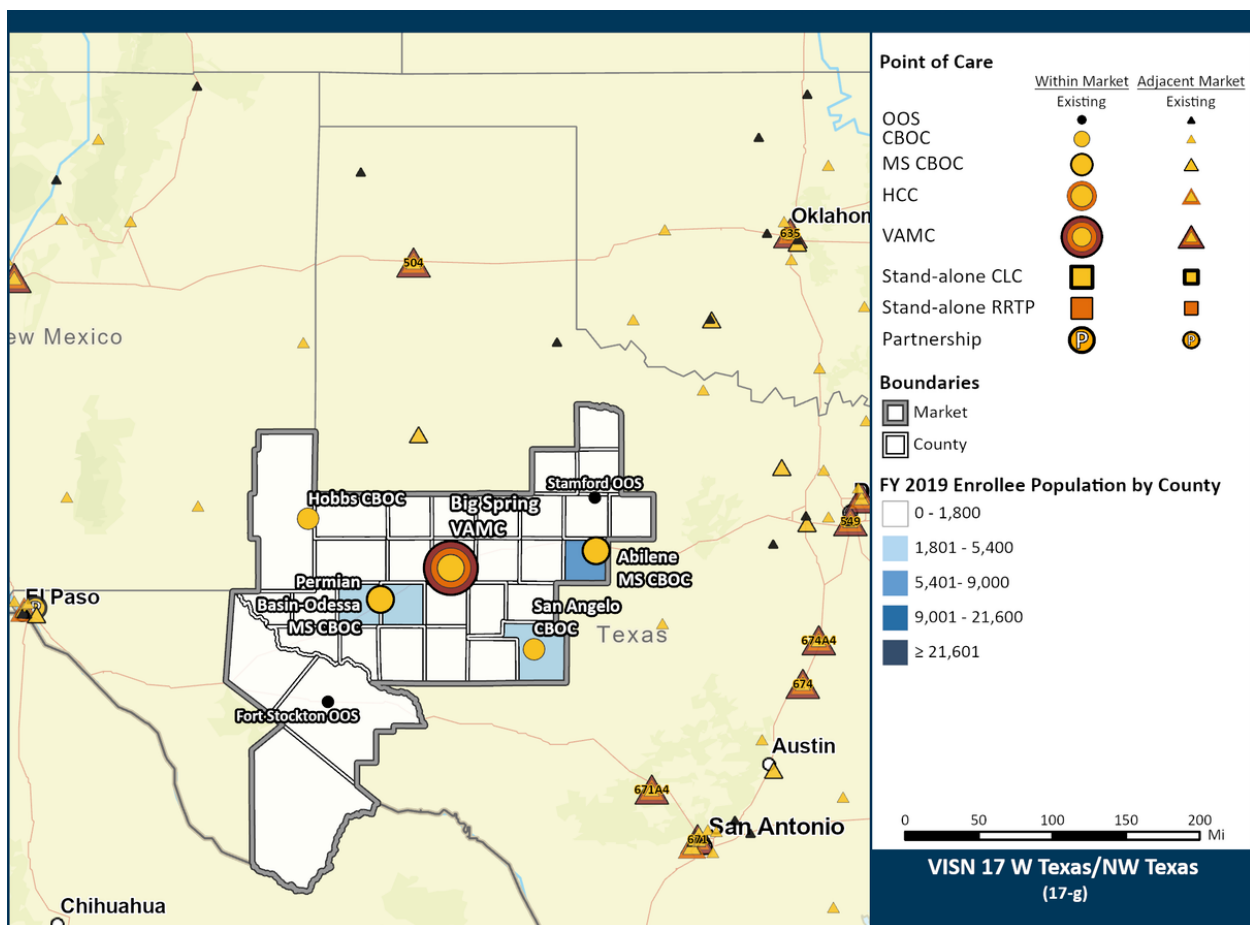 Oklahom
635
504
ew Mexico
Stamford OOS
Hobbs CBOC
Big Spring
VAMC
549
Abilene
MS CBOC
Permian
Basin-Odessa
MS CBOC
San Angelo
CBOC
El Paso
P
Texas
674A4
674
Fort Stockton OOS
Austin
671A4
San Antonio
671
Chihuahua
Point of Care
Within Market Adjacent Market
Existing Existing
OOS
CBOC
MS CBOC
HCC
VAMC
Stand-alone CLC
Stand-alone RRTP
Partnership P P
Boundaries
Market
County
FY 2019 Enrollee Population by County
0 - 1,800
1,801 - 5,400
5,401- 9,000
9,001 - 21,600
≥ 21,601
0 50 100 150 200
Mi
VISN 17 W Texas/NW Texas
(17-g)